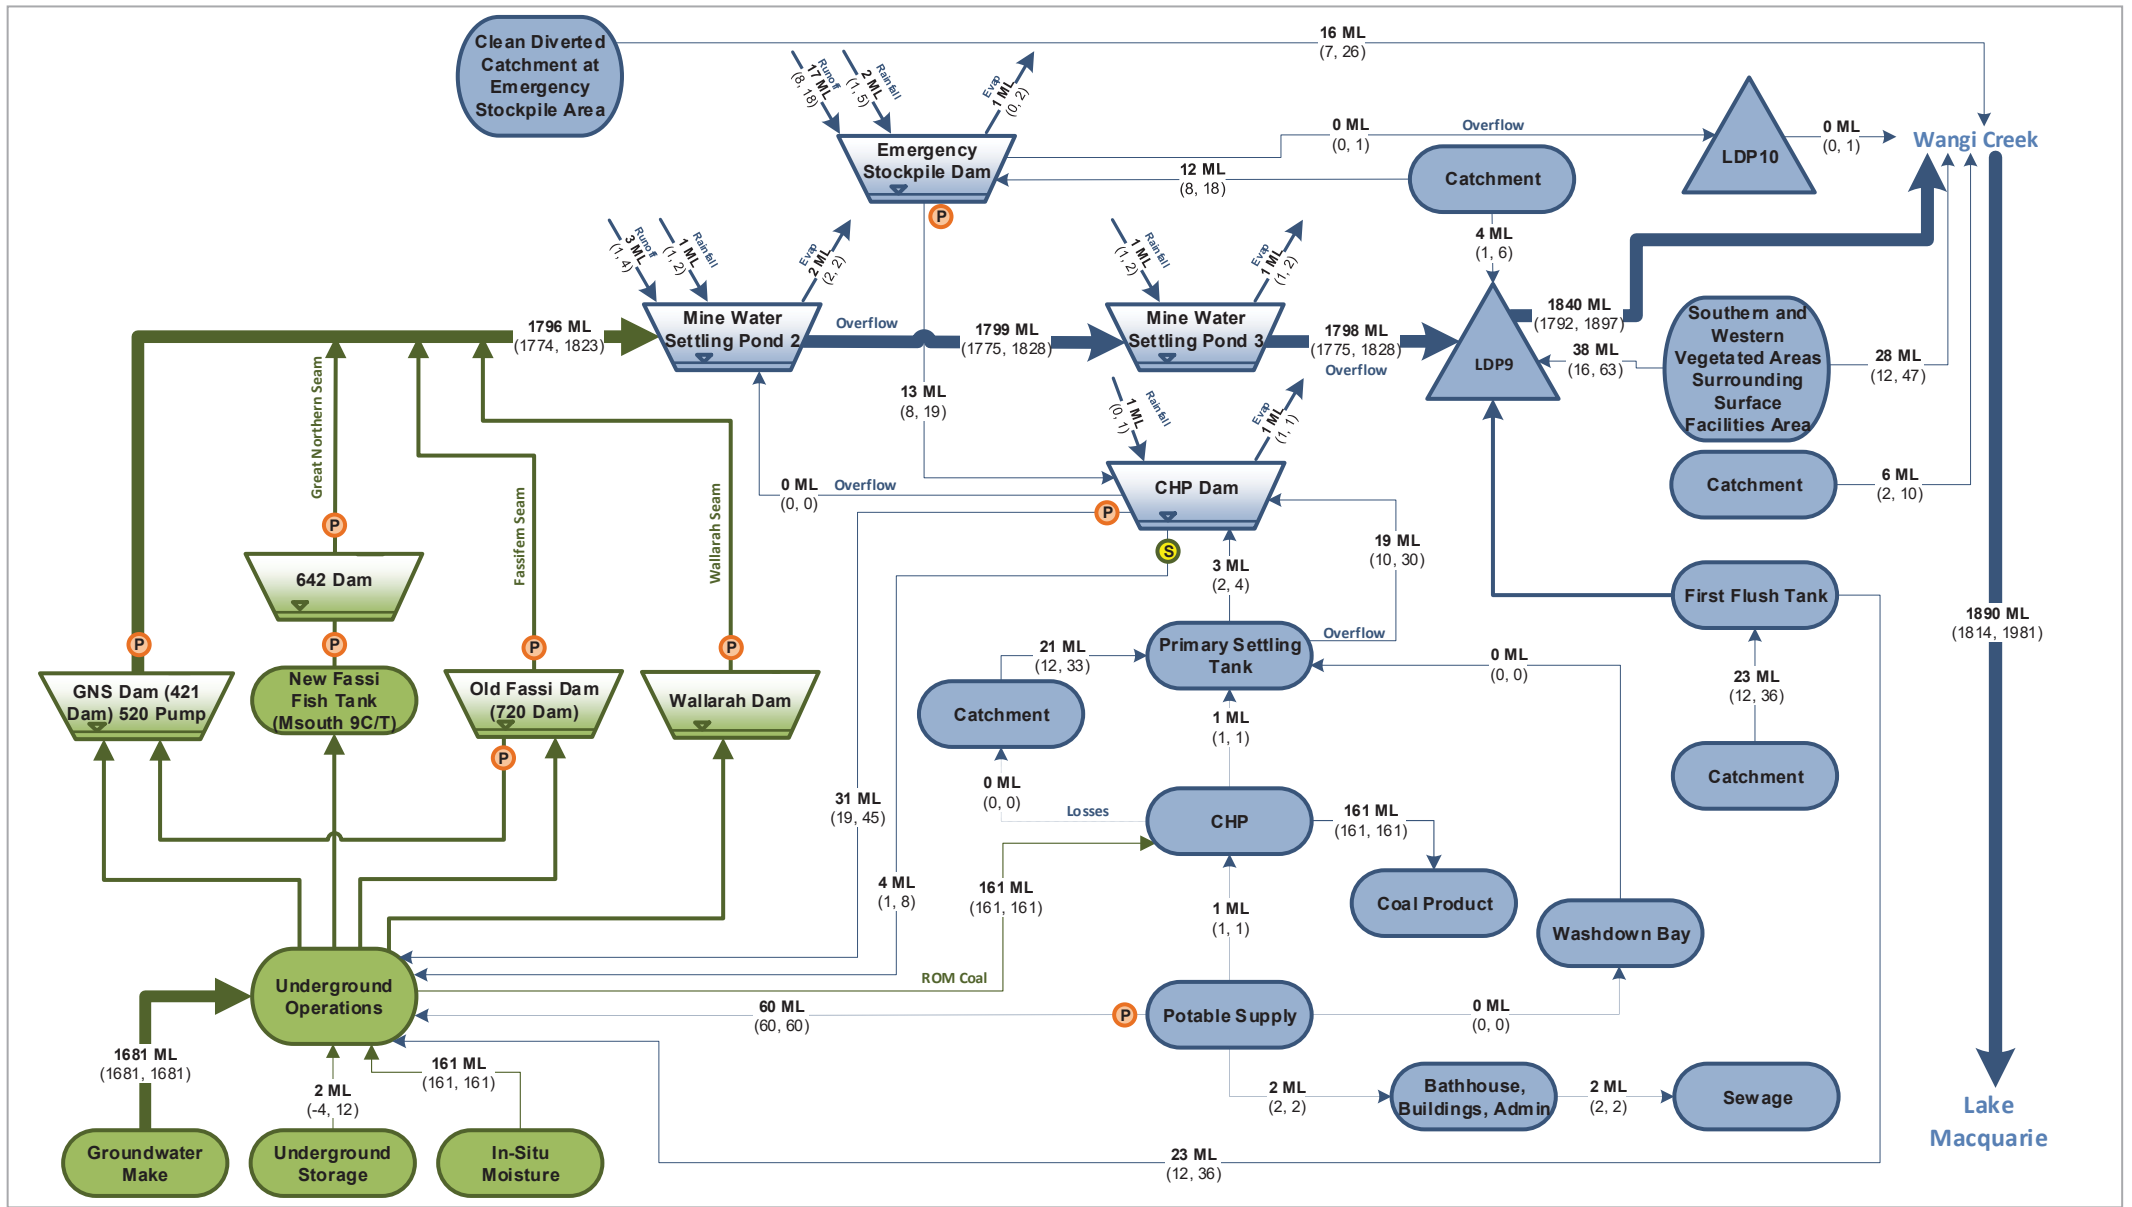 Clean Diverted
Catchment at
Emergency
Stockpile Area
16 ML
(7, 26)
Runoff
17 ML
(8, 18)
Rainfall
2 ML
(1, 5)
Evap
1 ML
(0, 2)
Emergency
Stockpile Dam
P
0 ML
(0, 1)
Overflow
LDP10
0 ML
(0, 1)
Wangi Creek
12 ML
(8, 18)
Catchment
4 ML
(1, 6)
Runoff
3 ML
(1, 4)
Rainfall
1 ML
(1, 2)
Evap
2 ML
(2, 2)
Mine Water
Settling Pond 2
Overflow
1799 ML
(1775, 1828)
Rainfall
1 ML
(1, 2)
Evap
1 ML
(1, 2)
Mine Water
Settling Pond 3
1798 ML
(1775, 1828)
Overflow
LDP9
1840 ML
(1792, 1897)
38 ML
(16, 63)
Southern and
Western
Vegetated Areas
Surrounding
Surface
Facilities Area
28 ML
(12, 47)
1796 ML
(1774, 1823)
Great Northern Seam
Fassifern Seam
Wallarah Seam
13 ML
(8, 19)
Rainfall
1 ML
(0, 1)
Evap
1 ML
(1, 1)
CHP Dam
0 ML
(0, 0)
Overflow
P
S
Catchment
6 ML
(2, 10)
19 ML
(10, 30)
3 ML
(2, 4)
P
642 Dam
P
P
P
P
GNS Dam (421
Dam) 520 Pump
New Fassi
Fish Tank
(Msouth 9C/T)
Old Fassi Dam
(720 Dam)
P
Wallarah Dam
First Flush Tank
1890 ML
(1814, 1981)
Primary Settling
Tank
Overflow
21 ML
(12, 33)
Catchment
0 ML
(0, 0)
23 ML
(12, 36)
Catchment
1 ML
(1, 1)
0 ML
(0, 0)
Losses
CHP
161 ML
(161, 161)
Coal Product
31 ML
(19, 45)
4 ML
(1, 8)
161 ML
(161, 161)
1 ML
(1, 1)
Washdown Bay
ROM Coal
Underground
Operations
60 ML
(60, 60)
P
Potable Supply
0 ML
(0, 0)
1681 ML
(1681, 1681)
2 ML
(-4, 12)
161 ML
(161, 161)
2 ML
(2, 2)
Bathhouse,
Buildings, Admin
2 ML
(2, 2)
Sewage
Lake
Macquarie
Groundwater
Make
Underground
Storage
In-Situ
Moisture
23 ML
(12, 36)